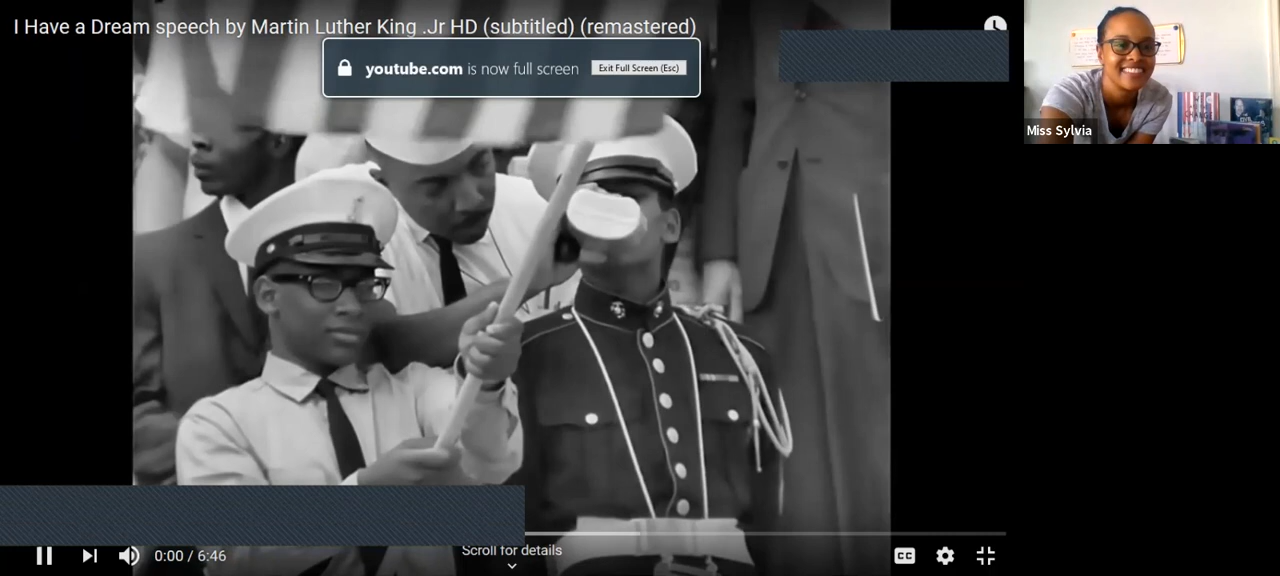 I Have a Dream speech by Martin Luther King .Jr HD (subtitled) (remastered)
youtube.com is now full screen
Exit Full Screen (Esc)
Miss Sylvia
0:00 / 6:46
Scroll for details
CC